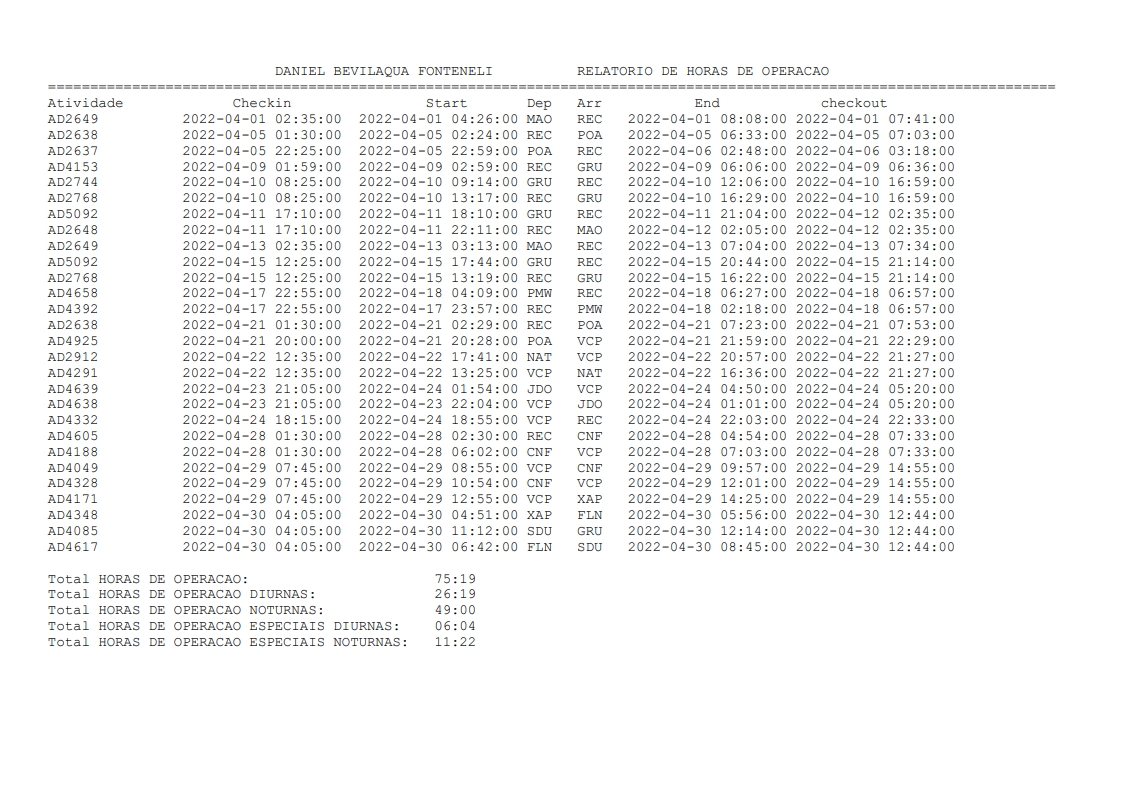 DANIEL BEVILAQUA FONTENELI RELATORIO DE HORAS DE OPERACAO
========================================================================================================================
Atividade Checkin Start Dep Arr End checkout
AD2649 2022-04-01 02:35:00 2022-04-01 04:26:00 MAO REC 2022-04-01 08:08:00 2022-04-01 07:41:00
AD2638 2022-04-05 01:30:00 2022-04-05 02:24:00 REC POA 2022-04-05 06:33:00 2022-04-05 07:03:00
AD2637 2022-04-05 22:25:00 2022-04-05 22:59:00 POA REC 2022-04-06 02:48:00 2022-04-06 03:18:00
AD4153 2022-04-09 01:59:00 2022-04-09 02:59:00 REC GRU 2022-04-09 06:06:00 2022-04-09 06:36:00
AD2744 2022-04-10 08:25:00 2022-04-10 09:14:00 GRU REC 2022-04-10 12:06:00 2022-04-10 16:59:00
AD2768 2022-04-10 08:25:00 2022-04-10 13:17:00 REC GRU 2022-04-10 16:29:00 2022-04-10 16:59:00
AD5092 2022-04-11 17:10:00 2022-04-11 18:10:00 GRU REC 2022-04-11 21:04:00 2022-04-12 02:35:00
AD2648 2022-04-11 17:10:00 2022-04-11 22:11:00 REC MAO 2022-04-12 02:05:00 2022-04-12 02:35:00
AD2649 2022-04-13 02:35:00 2022-04-13 03:13:00 MAO REC 2022-04-13 07:04:00 2022-04-13 07:34:00
AD5092 2022-04-15 12:25:00 2022-04-15 17:44:00 GRU REC 2022-04-15 20:44:00 2022-04-15 21:14:00
AD2768 2022-04-15 12:25:00 2022-04-15 13:19:00 REC GRU 2022-04-15 16:22:00 2022-04-15 21:14:00
AD4658 2022-04-17 22:55:00 2022-04-18 04:09:00 PMW REC 2022-04-18 06:27:00 2022-04-18 06:57:00
AD4392 2022-04-17 22:55:00 2022-04-17 23:57:00 REC PMW 2022-04-18 02:18:00 2022-04-18 06:57:00
AD2638 2022-04-21 01:30:00 2022-04-21 02:29:00 REC POA 2022-04-21 07:23:00 2022-04-21 07:53:00
AD4925 2022-04-21 20:00:00 2022-04-21 20:28:00 POA VCP 2022-04-21 21:59:00 2022-04-21 22:29:00
AD2912 2022-04-22 12:35:00 2022-04-22 17:41:00 NAT VCP 2022-04-22 20:57:00 2022-04-22 21:27:00
AD4291 2022-04-22 12:35:00 2022-04-22 13:25:00 VCP NAT 2022-04-22 16:36:00 2022-04-22 21:27:00
AD4639 2022-04-23 21:05:00 2022-04-24 01:54:00 JDO VCP 2022-04-24 04:50:00 2022-04-24 05:20:00
AD4638 2022-04-23 21:05:00 2022-04-23 22:04:00 VCP JDO 2022-04-24 01:01:00 2022-04-24 05:20:00
AD4332 2022-04-24 18:15:00 2022-04-24 18:55:00 VCP REC 2022-04-24 22:03:00 2022-04-24 22:33:00
AD4605 2022-04-28 01:30:00 2022-04-28 02:30:00 REC CNF 2022-04-28 04:54:00 2022-04-28 07:33:00
AD4188 2022-04-28 01:30:00 2022-04-28 06:02:00 CNF VCP 2022-04-28 07:03:00 2022-04-28 07:33:00
AD4049 2022-04-29 07:45:00 2022-04-29 08:55:00 VCP CNF 2022-04-29 09:57:00 2022-04-29 14:55:00
AD4328 2022-04-29 07:45:00 2022-04-29 10:54:00 CNF VCP 2022-04-29 12:01:00 2022-04-29 14:55:00
AD4171 2022-04-29 07:45:00 2022-04-29 12:55:00 VCP XAP 2022-04-29 14:25:00 2022-04-29 14:55:00
AD4348 2022-04-30 04:05:00 2022-04-30 04:51:00 XAP FLN 2022-04-30 05:56:00 2022-04-30 12:44:00
AD4085 2022-04-30 04:05:00 2022-04-30 11:12:00 SDU GRU 2022-04-30 12:14:00 2022-04-30 12:44:00
AD4617 2022-04-30 04:05:00 2022-04-30 06:42:00 FLN SDU 2022-04-30 08:45:00 2022-04-30 12:44:00
Total HORAS DE OPERACAO: 75:19
Total HORAS DE OPERACAO DIURNAS: 26:19
Total HORAS DE OPERACAO NOTURNAS: 49:00
Total HORAS DE OPERACAO ESPECIAIS DIURNAS: 06:04
Total HORAS DE OPERACAO ESPECIAIS NOTURNAS: 11:22